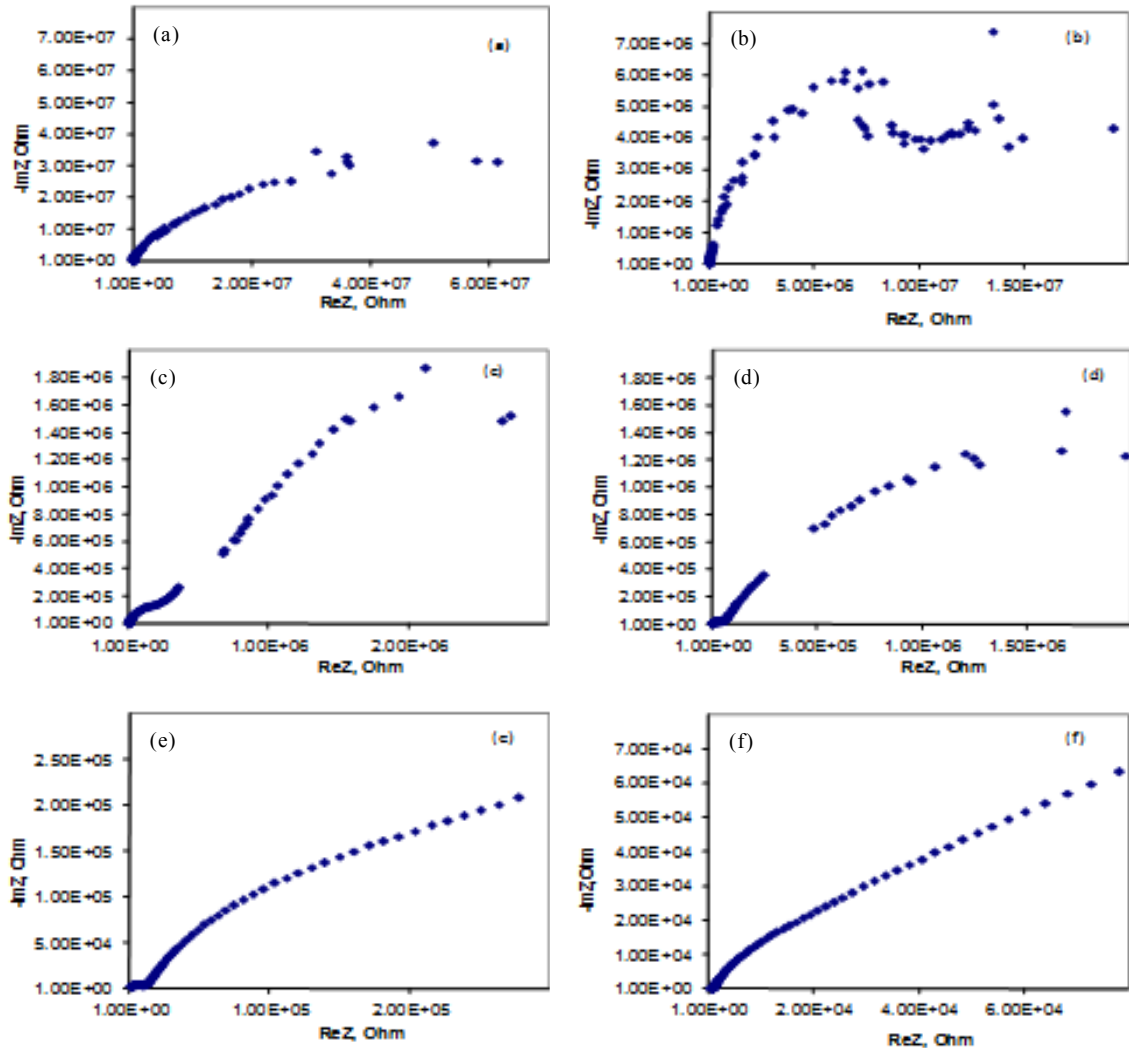 (a) (a)
7.00E+07
6.00E+07
5.00E+07
4.00E+07
3.00E+07
2.00E+07
1.00E+07
1.00E+00
-ImZ, Ohm
1.00E+00 2.00E+07 4.00E+07 6.00E+07
ReZ, Ohm
(b) (b)
7.00E+06
6.00E+06
5.00E+06
4.00E+06
3.00E+06
2.00E+06
1.00E+06
1.00E+00
-ImZ, Ohm
1.00E+00 5.00E+06 1.00E+07 1.50E+07
ReZ, Ohm
(c) (c)
1.80E+06
1.60E+06
1.40E+06
1.20E+06
1.00E+06
8.00E+05
6.00E+05
4.00E+05
2.00E+05
1.00E+00
-ImZ, Ohm
1.00E+00 1.00E+06 2.00E+06
ReZ, Ohm
(d) (d)
1.80E+06
1.60E+06
1.40E+06
1.20E+06
1.00E+06
8.00E+05
6.00E+05
4.00E+05
2.00E+05
1.00E+00
-ImZ, Ohm
1.00E+00 5.00E+05 1.00E+06 1.50E+06
ReZ, Ohm
(e) (e)
2.50E+05
2.00E+05
1.50E+05
1.00E+05
5.00E+04
1.00E+00
-ImZ, Ohm
1.00E+00 1.00E+05 2.00E+05
ReZ, Ohm
(f) (f)
7.00E+04
6.00E+04
5.00E+04
4.00E+04
3.00E+04
2.00E+04
1.00E+04
1.00E+00
-ImZ,Ohm
1.00E+00 2.00E+04 4.00E+04 6.00E+04
ReZ, Ohm